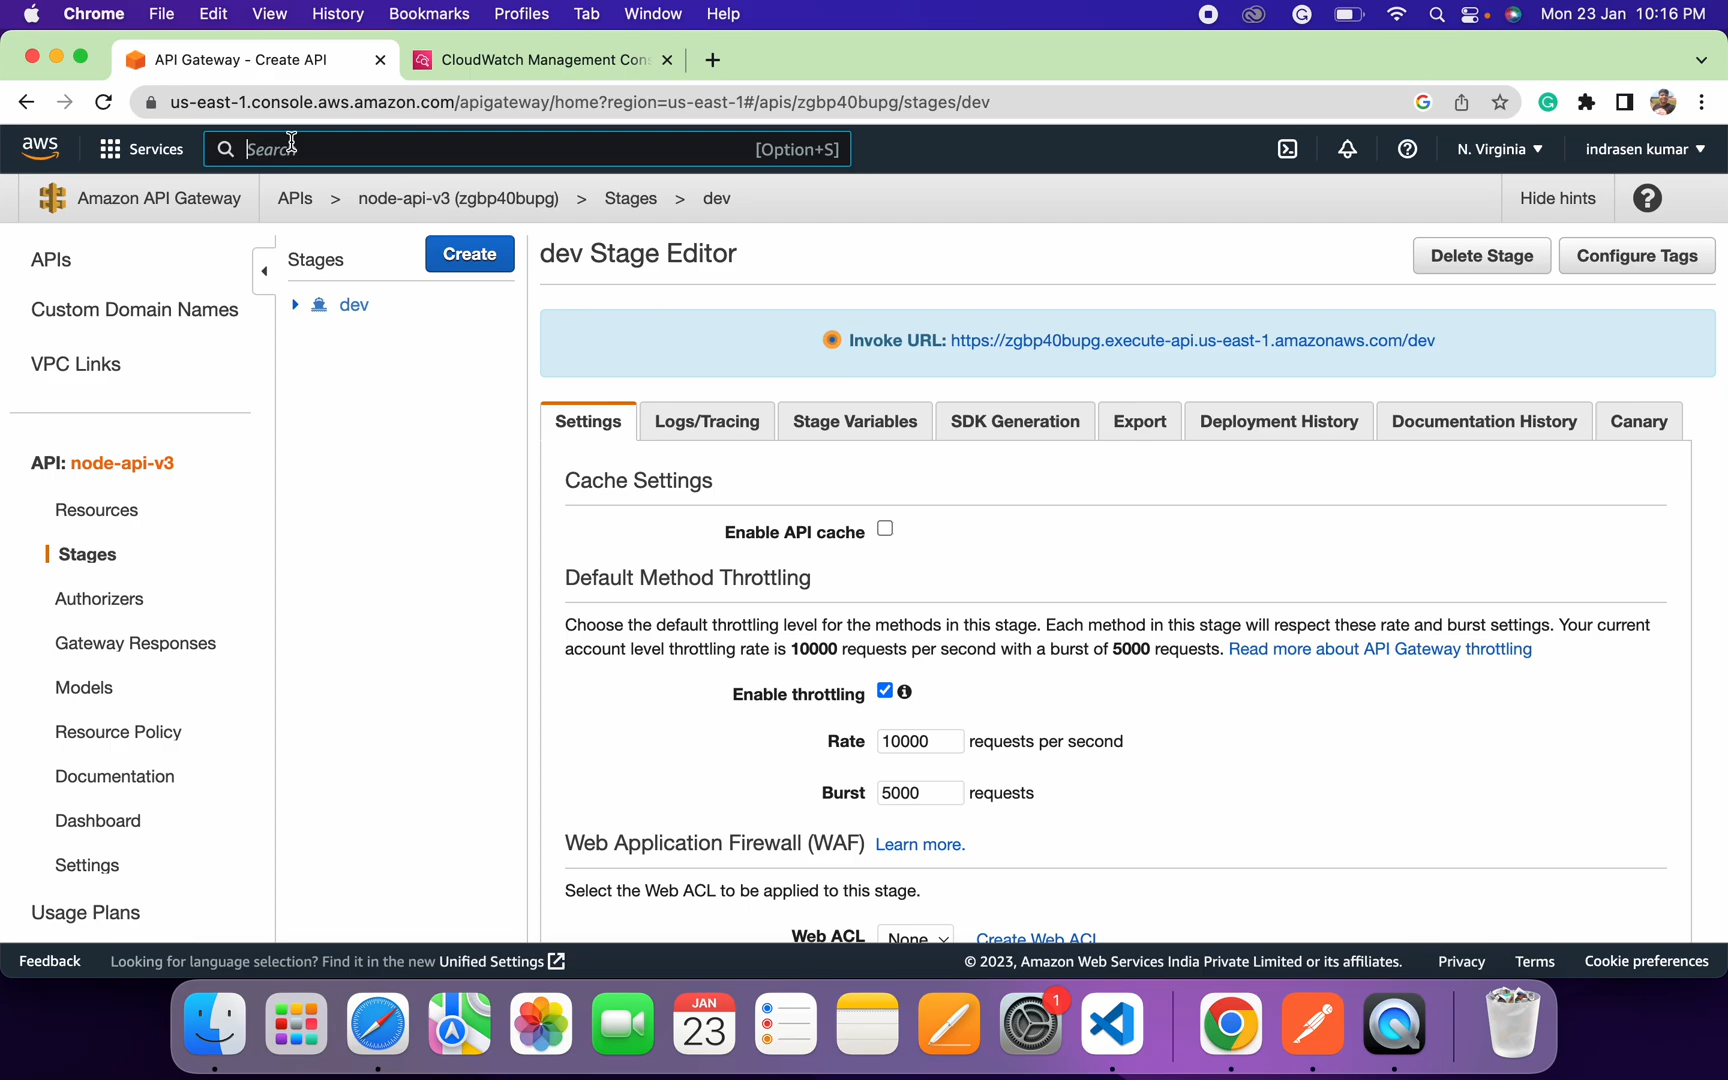 Chrome File Edit View History Bookmarks Profiles Tab Window Help Mon 23 Jan 10:16 PM
API Gateway - Create API CloudWatch Management Con
us-east-1.console.aws.amazon.com/apigateway/home?region=us-east-1#/apis/zgbp40bupg/stages/dev
aws Services Search [Option+S] N. Virginia indrasen kumar
Amazon API Gateway APIs > node-api-v3 (zgbp40bupg) > Stages > dev Hide hints ?
APIs
Custom Domain Names
VPC Links
API: node-api-v3
Resources
Stages
Authorizers
Gateway Responses
Models
Resource Policy
Documentation
Dashboard
Settings
Usage Plans
Stages Create
dev
dev Stage Editor Delete Stage Configure Tags
Invoke URL: https://zgbp40bupg.execute-api.us-east-1.amazonaws.com/dev
Settings Logs/Tracing Stage Variables SDK Generation Export Deployment History Documentation History Canary
Cache Settings
Enable API cache
Default Method Throttling
Choose the default throttling level for the methods in this stage. Each method in this stage will respect these rate and burst settings. Your current
account level throttling rate is 10000 requests per second with a burst of 5000 requests. Read more about API Gateway throttling
Enable throttling
Rate 10000 requests per second
Burst 5000 requests
Web Application Firewall (WAF) Learn more.
Select the Web ACL to be applied to this stage.
Web ACL None Create Web ACL
Feedback Looking for language selection? Find it in the new Unified Settings © 2023, Amazon Web Services India Private Limited or its affiliates. Privacy Terms Cookie preferences
JAN
23
1